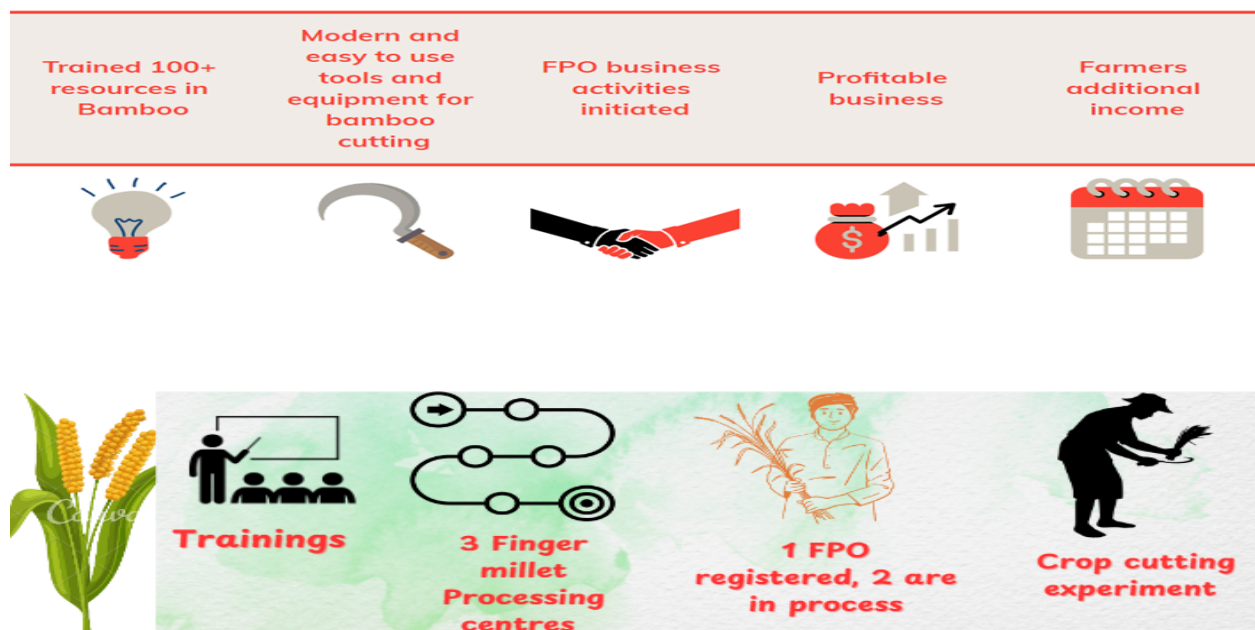 Trained 100+
resources in
Bamboo
Modern and
easy to use
tools and
equipment for
bamboo
cutting
FPO business
activities
initiated
Profitable
business
Farmers
additional
income
$
Canva
Trainings
3 Finger
millet
Processing
centres
1 FPO
registered, 2 are
in process
Crop cutting
experiment